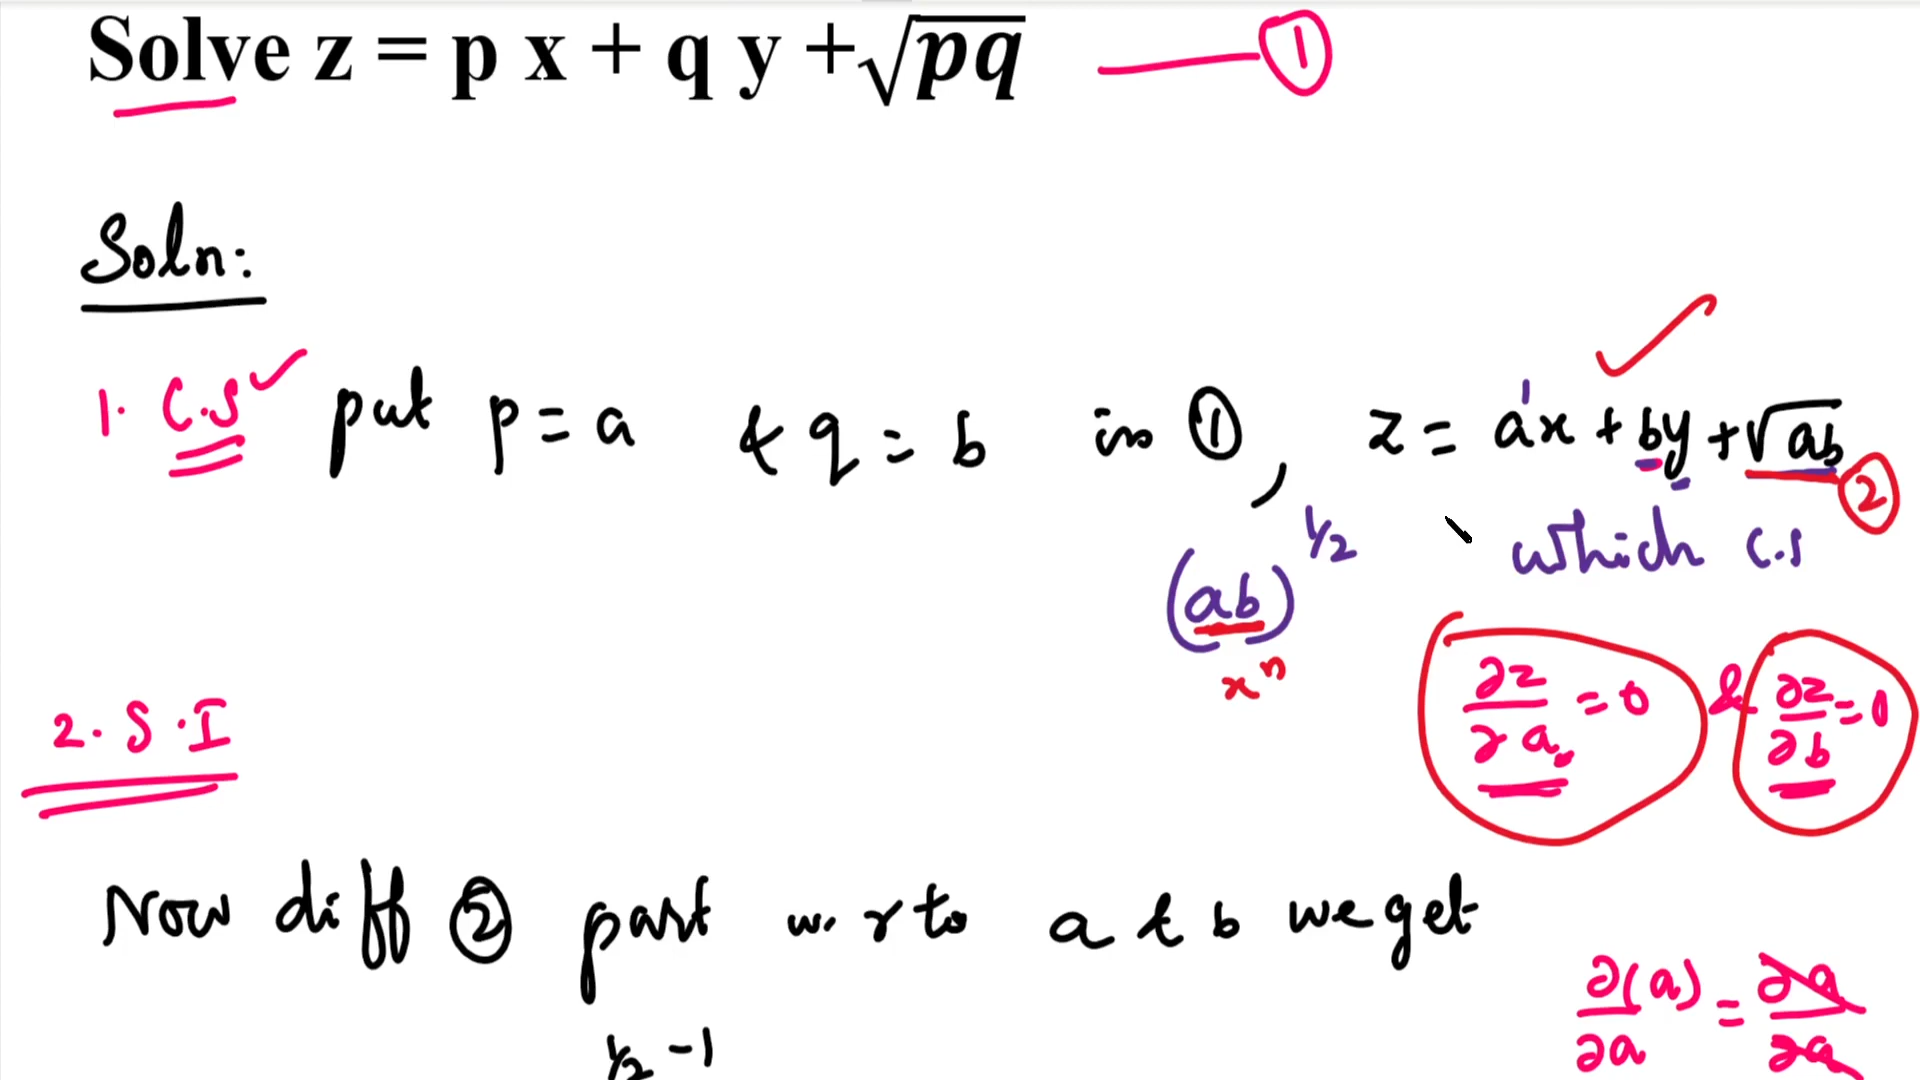 Solve z = p x + q y + √pq —— ①
Soln:
1. C.S ✓ put p = a & q = b in ①, z = ax + by + √ab ②
(ab)^1/2 which C.S
x^n
∂z/∂a = 0 & ∂z/∂b = 0
2. S.I
Now diff ② part w.r to a & b we get
∂(a)/∂a = ∂a/∂a
1/2 - 1